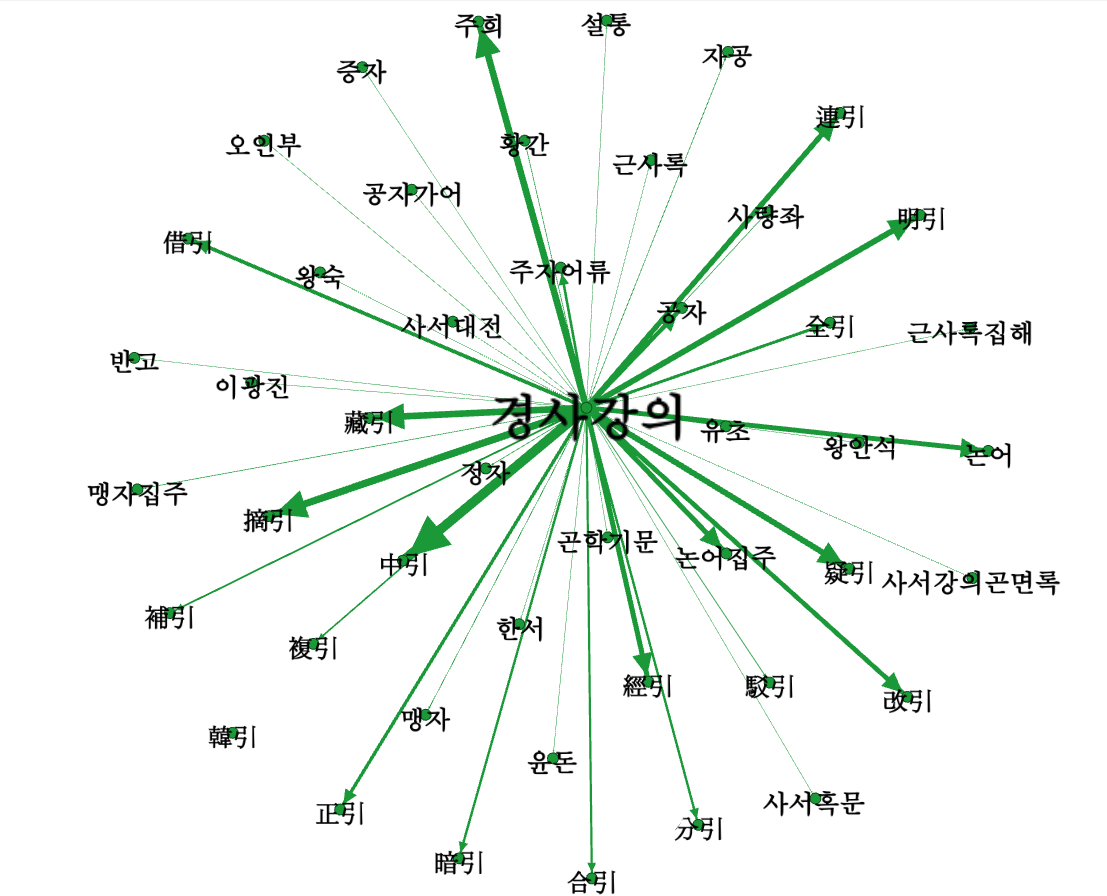 주희
설통
자공
증자
連引
오인부
황간
근사록
공자가어
사량좌
明引
借引
왕숙
주자어류
공자
사서대전
全引
근사록집해
반고
이광진
藏引
경사강의
유초
왕안석
논어
정자
맹자집주
摘引
中引
곤학기문
논어집주
疑引
사서강의곤면록
補引
複引
한서
經引
駁引
改引
맹자
韓引
윤돈
사서혹문
正引
分引
暗引
合引